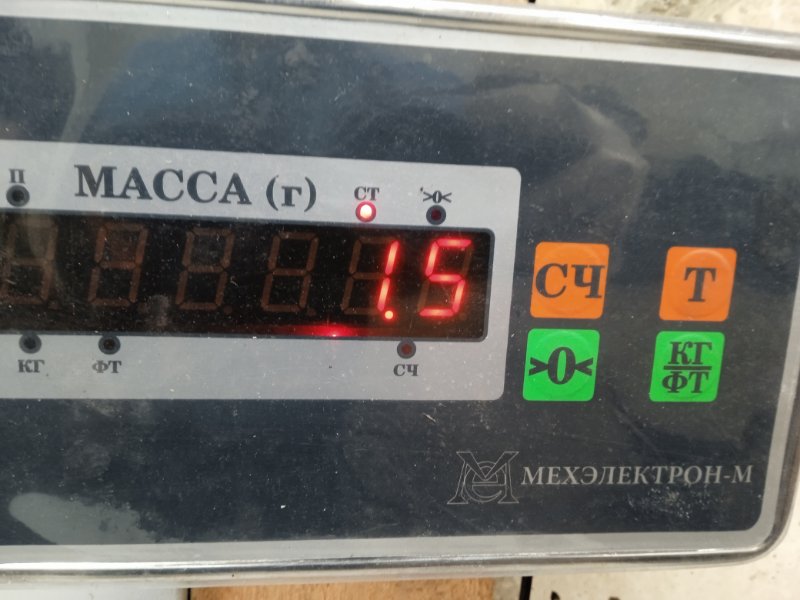 П МАССА (г) СТ >0<
1.5
КГ ФТ СЧ
СЧ Т
>0< КГ
ФТ
МЕХЭЛЕКТРОН-М